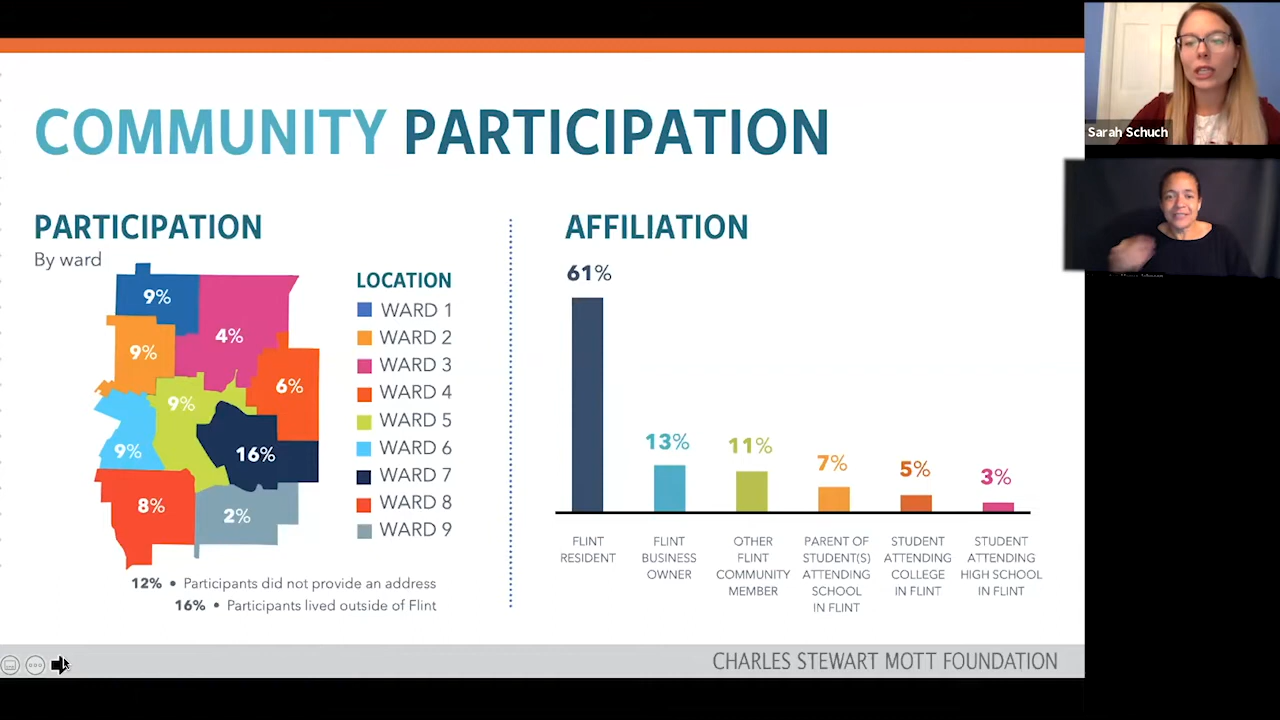 COMMUNITY PARTICIPATION
PARTICIPATION
By ward
9%
4%
9%
6%
9%
9%
16%
8%
2%
LOCATION
WARD 1
WARD 2
WARD 3
WARD 4
WARD 5
WARD 6
WARD 7
WARD 8
WARD 9
12% • Participants did not provide an address
16% • Participants lived outside of Flint
AFFILIATION
61%
13%
11%
7%
5%
3%
FLINT
RESIDENT
FLINT
BUSINESS
OWNER
OTHER
FLINT
COMMUNITY
MEMBER
PARENT OF
STUDENT(S)
ATTENDING
SCHOOL
IN FLINT
STUDENT
ATTENDING
COLLEGE
IN FLINT
STUDENT
ATTENDING
HIGH SCHOOL
IN FLINT
CHARLES STEWART MOTT FOUNDATION
Sarah Schuch